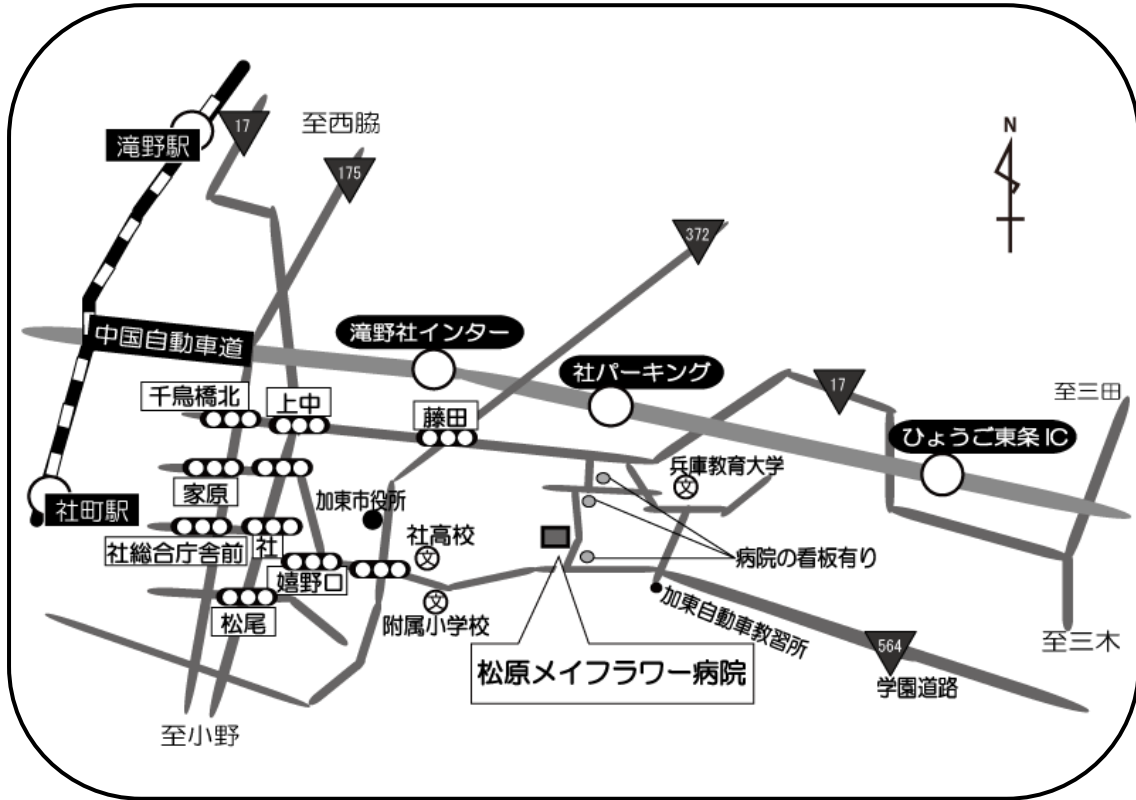 至西脇
17
滝野駅
175
N
372
滝野社インター
中国自動車道
社パーキング
17
至三田
千鳥橋北
上中
藤田
ひょうご東条IC
兵庫教育大学
文
家原
加東市役所
社町駅
社総合庁舎前
社
社高校
文
病院の看板有り
嬉野口
松尾
文
附属小学校
加東自動車教習所
564
至三木
松原メイフラワー病院
学園道路
至小野